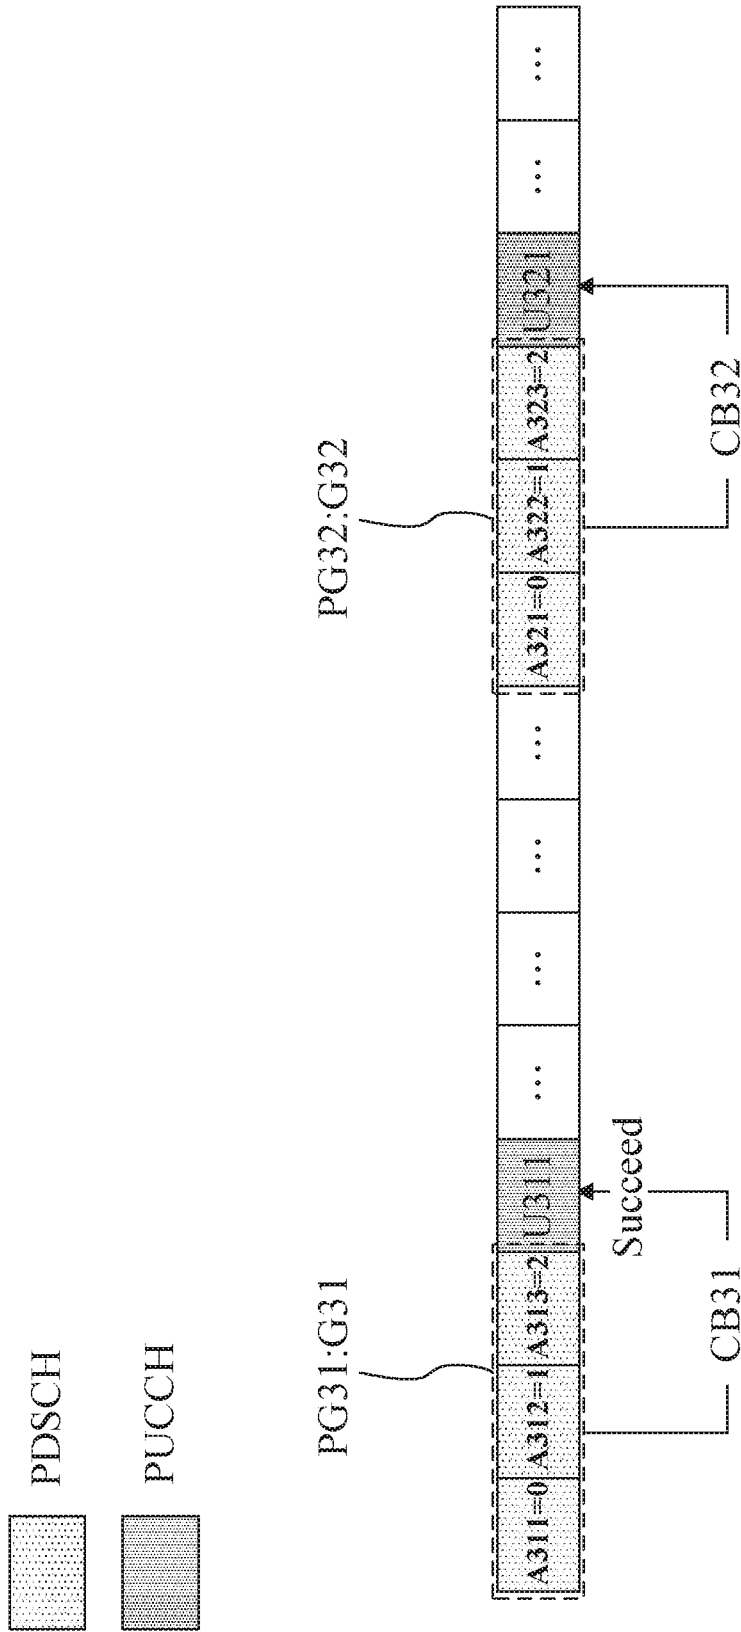 PDSCH
PUCCH
PG31:G31
PG32:G32
A311=0 A312=1 A313=2 U311 ... ... ... ... A321=0 A322=1 A323=2 U321 ... ...
Succeed
CB31
CB32